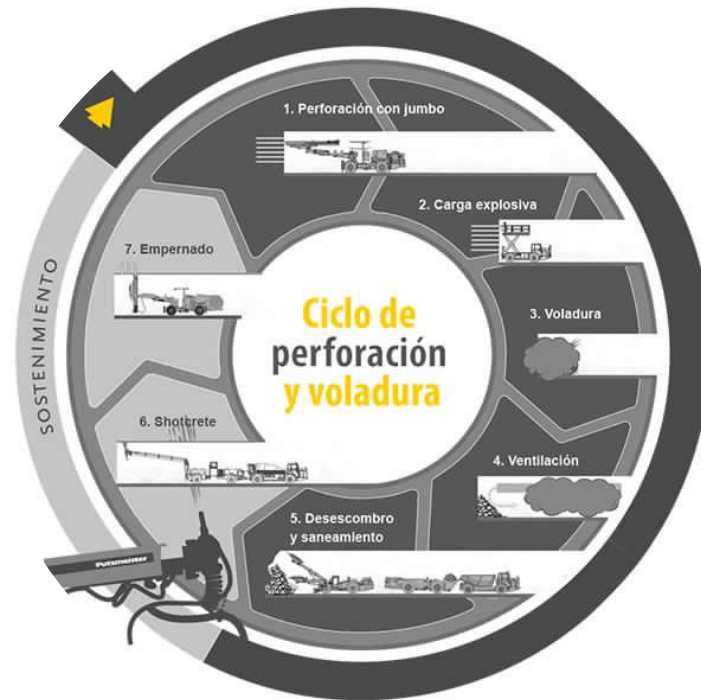 Ciclo de
perforación
y voladura
1. Perforación con jumbo
2. Carga explosiva
3. Voladura
4. Ventilación
5. Desescombro
y saneamiento
6. Shotcrete
7. Empernado
SOSTENIMIENTO
Putzmeister